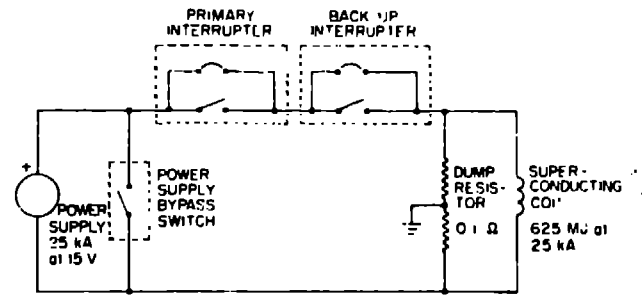 PRIMARY
INTERRUPTER
BACK UP
INTERRUPTER
+
POWER
SUPPLY
25 kA
at 15 V
POWER
SUPPLY
BYPASS
SWITCH
DUMP
RESIS-
TOR
0.1 Ω
SUPER-
CONDUCTING
625 MJ at
25 kA